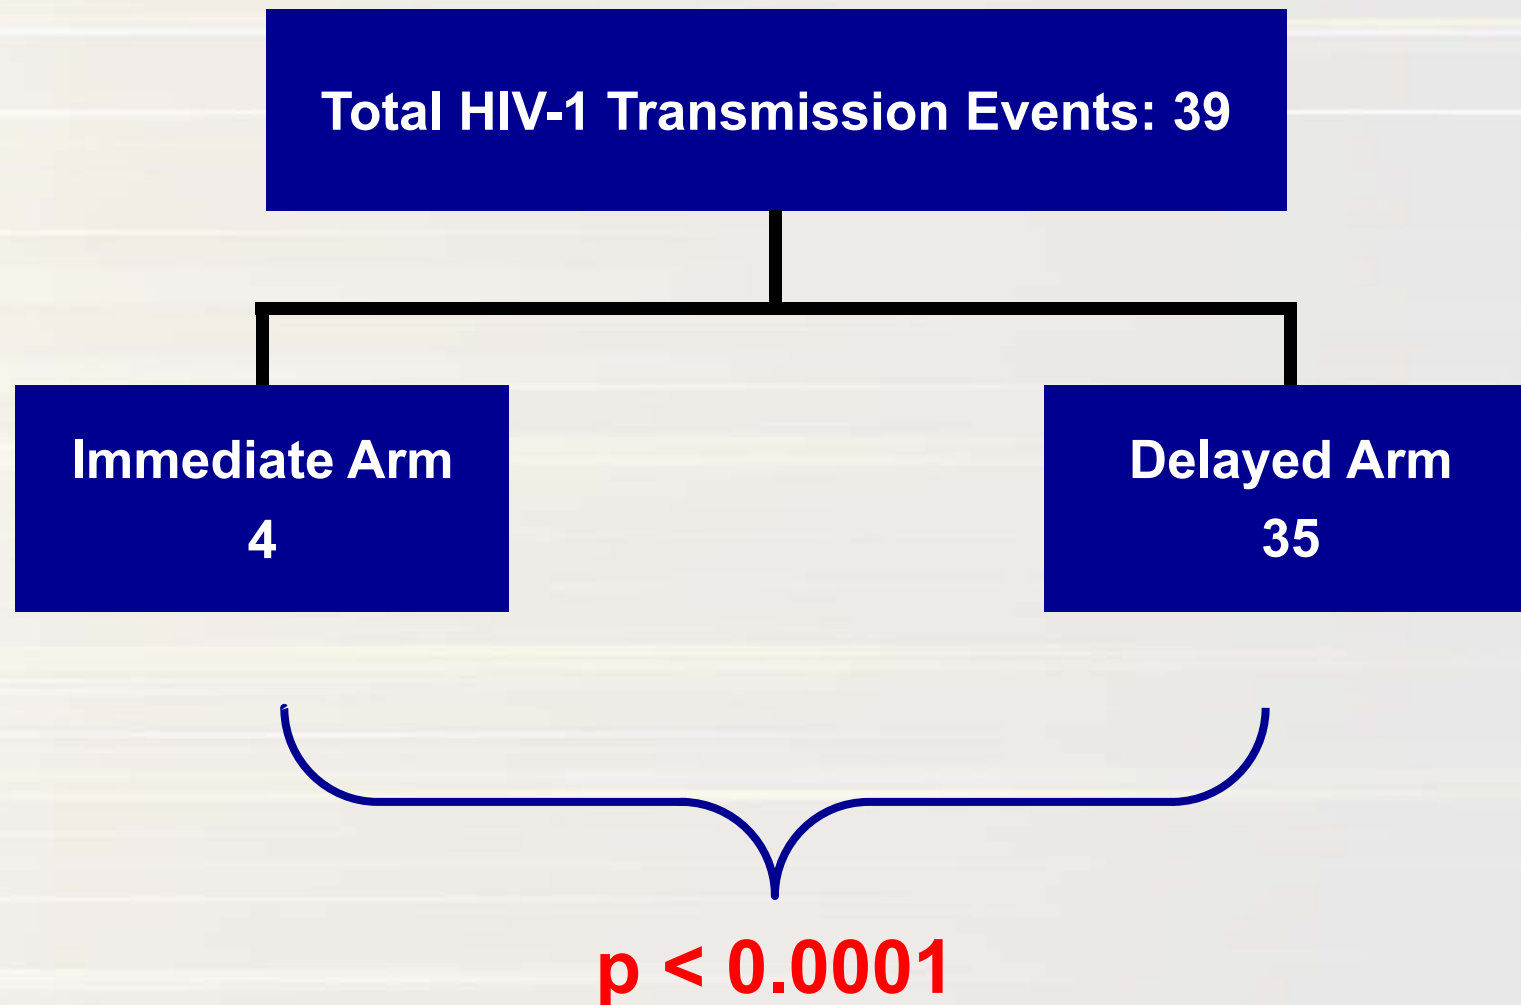 Total HIV-1 Transmission Events: 39
Immediate Arm
4
Delayed Arm
35
p < 0.0001